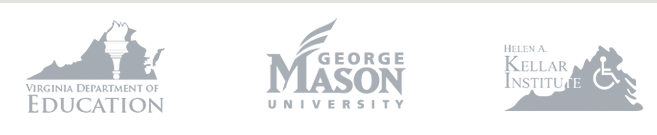 VIRGINIA DEPARTMENT OF
EDUCATION
GEORGE
MASON
UNIVERSITY
HELEN A.
KELLAR
INSTITUTE